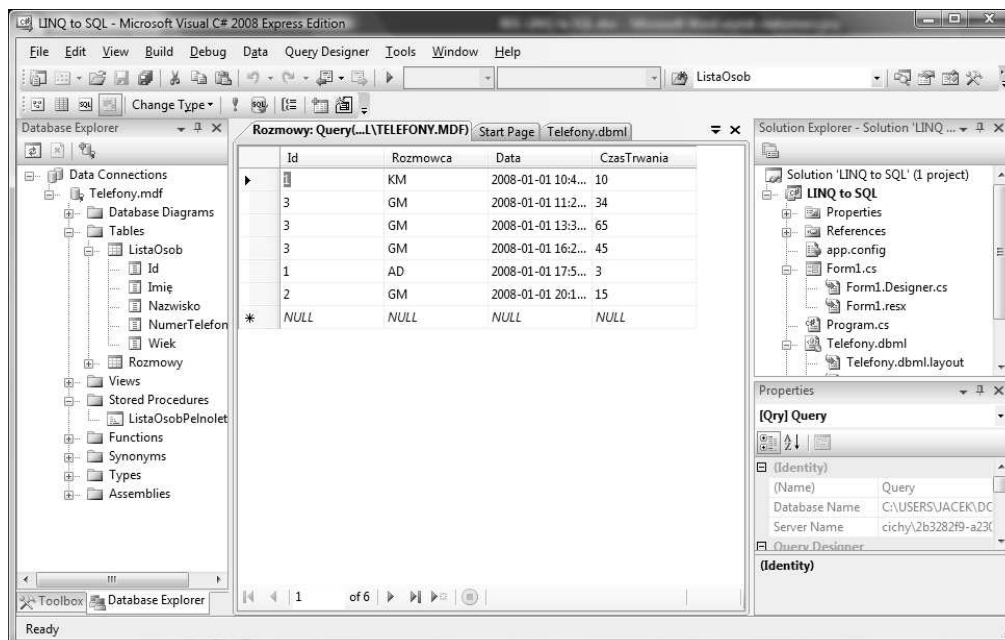 LINQ to SQL - Microsoft Visual C# 2008 Express Edition
File Edit View Build Debug Data Query Designer Tools Window Help
ListaOsob
Change Type
Database Explorer
Data Connections
Telefony.mdf
Database Diagrams
Tables
ListaOsob
Id
Imię
Nazwisko
NumerTelefon
Wiek
Rozmowy
Views
Stored Procedures
ListaOsobPelnolet
Functions
Synonyms
Types
Assemblies
Toolbox Database Explorer
Rozmowy: Query(...L\TELEFONY.MDF) Start Page Telefony.dbml
Id Rozmowca Data CzasTrwania
1 KM 2008-01-01 10:4... 10
3 GM 2008-01-01 11:2... 34
3 GM 2008-01-01 13:3... 65
3 GM 2008-01-01 16:2... 45
1 AD 2008-01-01 17:5... 3
2 GM 2008-01-01 20:1... 15
NULL NULL NULL NULL
1 of 6
Solution Explorer - Solution 'LINQ ...
Solution 'LINQ to SQL' (1 project)
LINQ to SQL
Properties
References
app.config
Form1.cs
Form1.Designer.cs
Form1.resx
Program.cs
Telefony.dbml
Telefony.dbml.layout
Properties
[Qry] Query
(Identity)
(Name) Query
Database Name C:\USERS\JACEK\DC
Server Name cichy\2b3282f9-a23(
Query Designer
(Identity)
Ready